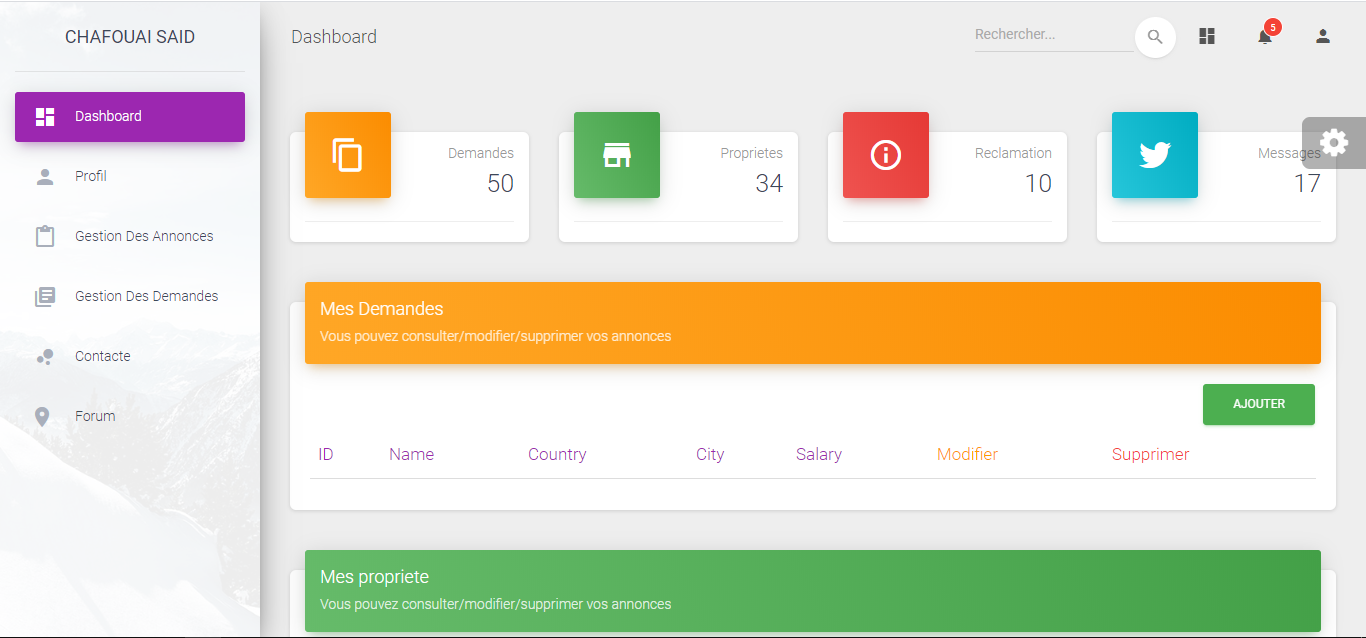 CHAFOUAI SAID
Dashboard
Profil
Gestion Des Annonces
Gestion Des Demandes
Contacte
Forum
Dashboard
Rechercher...
5
Demandes
50
Proprietes
34
Reclamation
10
Messages
17
Mes Demandes
Vous pouvez consulter/modifier/supprimer vos annonces
AJOUTER
ID Name Country City Salary Modifier Supprimer
Mes propriete
Vous pouvez consulter/modifier/supprimer vos annonces